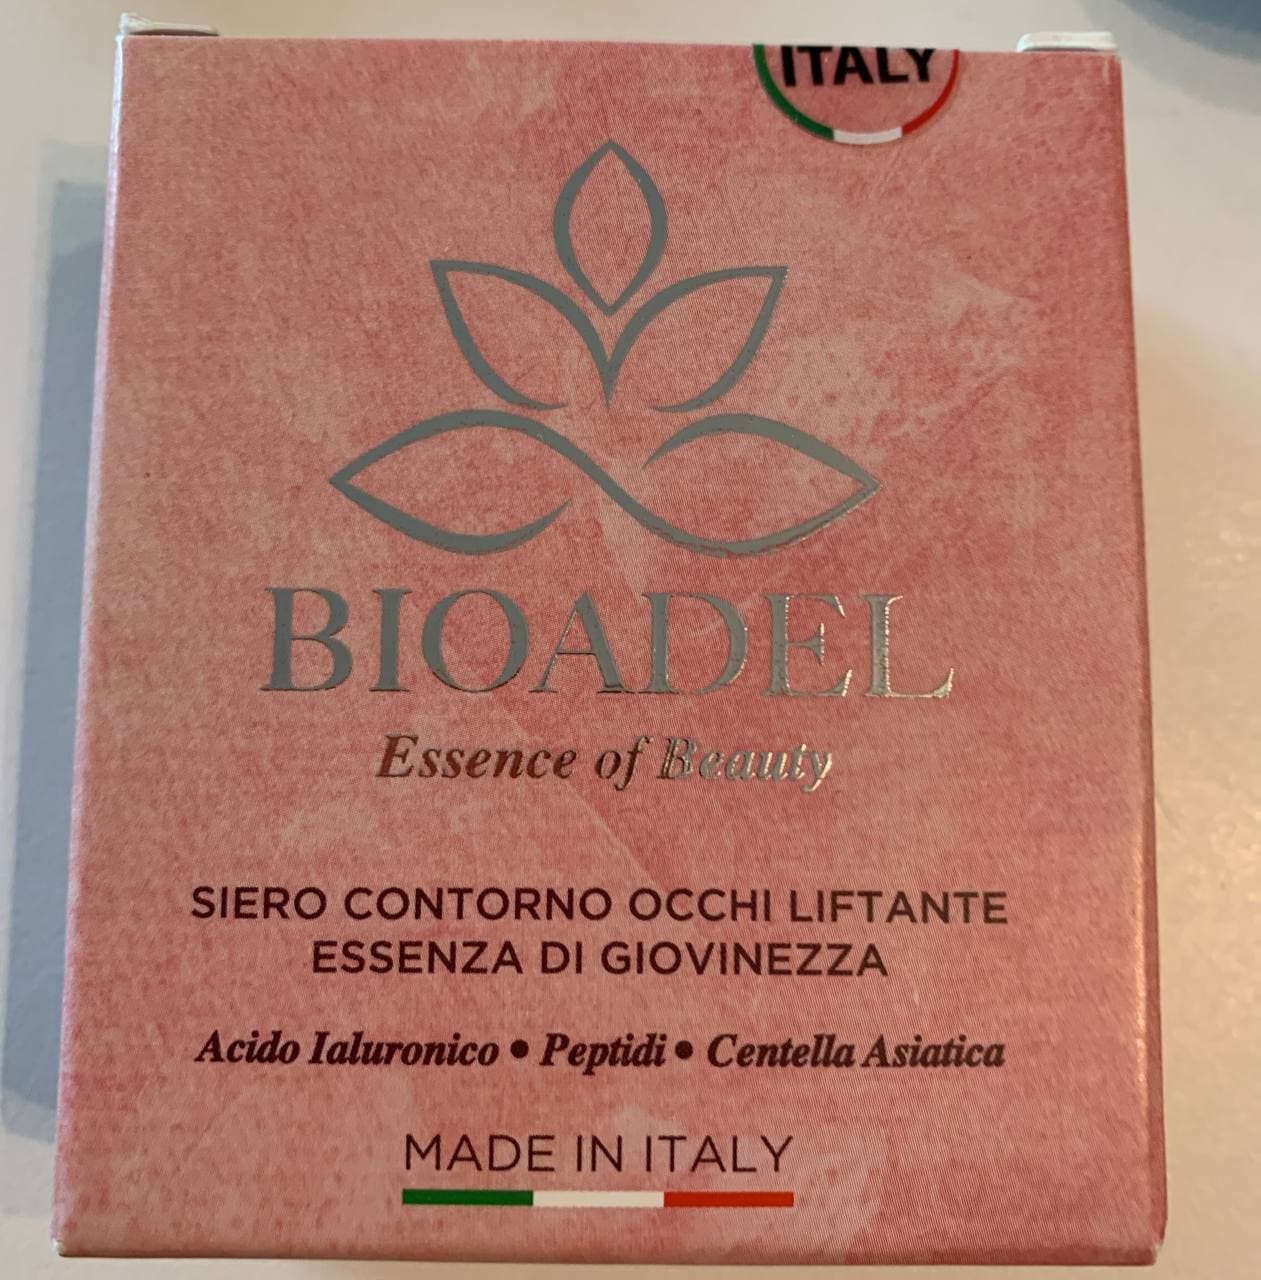 ITALY
BIOADEL
Essence of Beauty
SIERO CONTORNO OCCHI LIFTANTE
ESSENZA DI GIOVINEZZA
Acido Ialuronico • Peptidi • Centella Asiatica
MADE IN ITALY